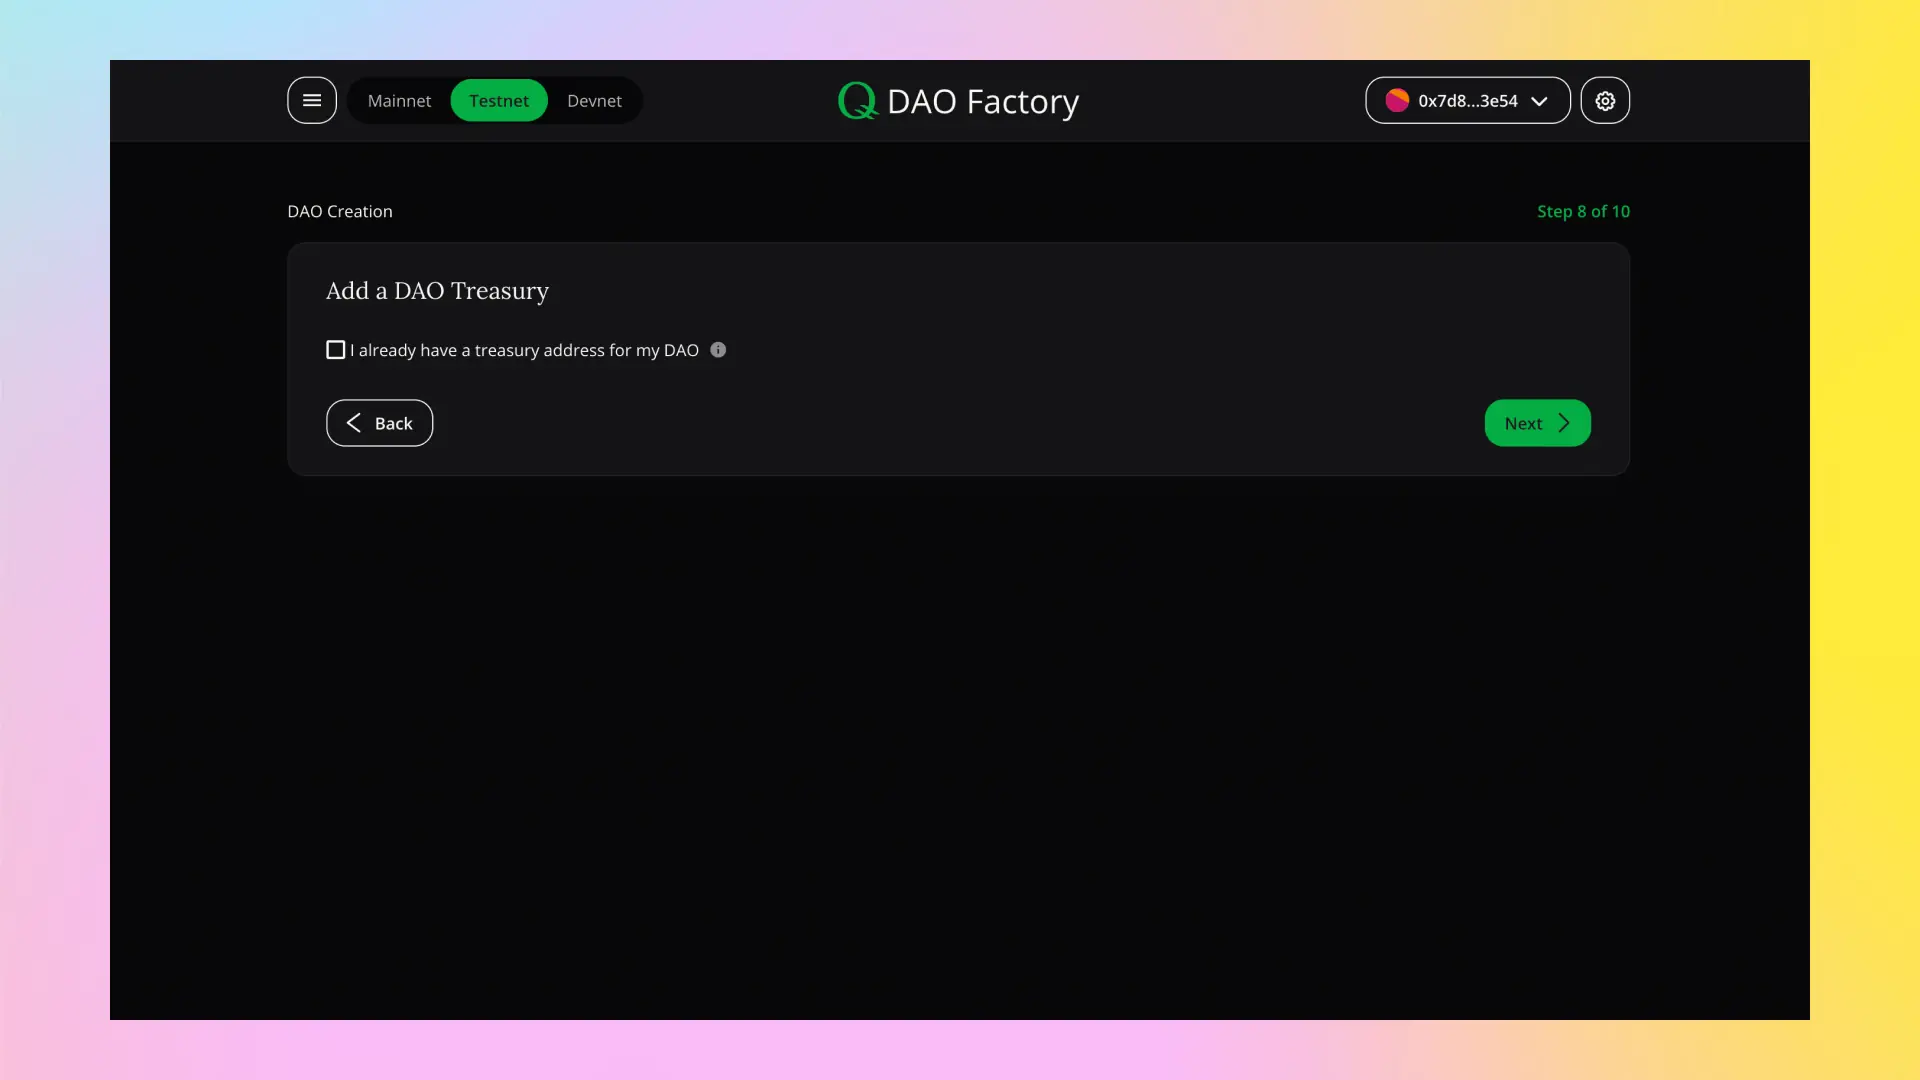 Mainnet Testnet Devnet
Q DAO Factory
0x7d8...3e54
DAO Creation
Step 8 of 10
Add a DAO Treasury
I already have a treasury address for my DAO
Back
Next